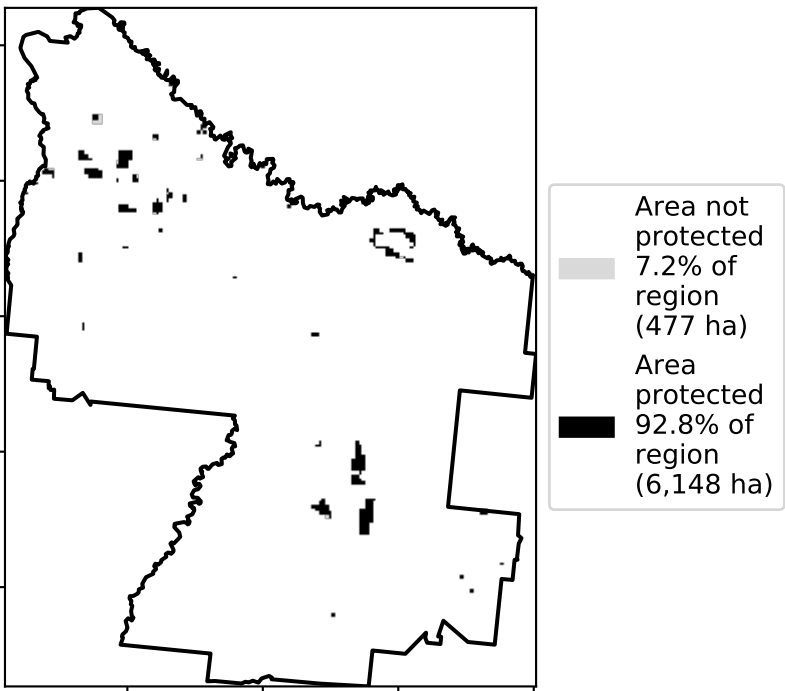 Area not
protected
7.2% of
region
(477 ha)
Area
protected
92.8% of
region
(6,148 ha)